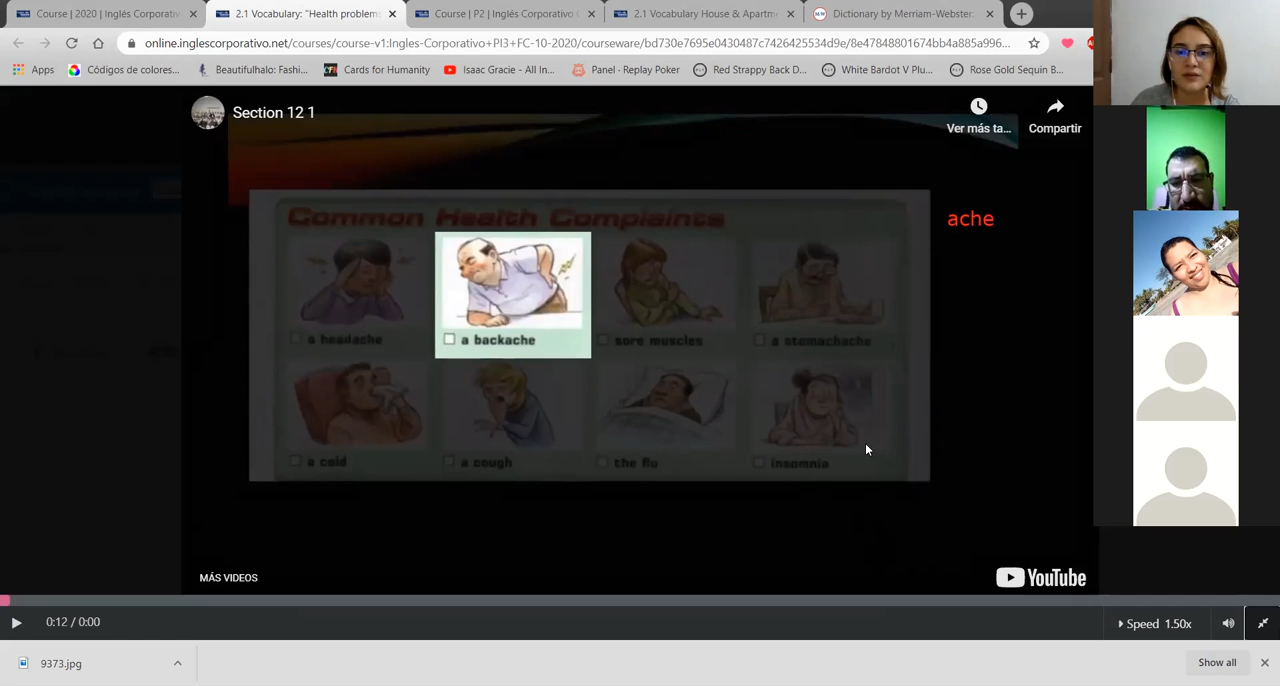 Course | 2020 | Inglés Corporativ
2.1 Vocabulary: "Health problems
Course | P2 | Inglés Corporativo
2.1 Vocabulary House & Apartme
Dictionary by Merriam-Webster:
online.inglescorporativo.net/courses/course-v1:Ingles-Corporativo+PI3+FC-10-2020/courseware/bd730e7695e0430487c7426425534d9e/8e47848801674bb4a885a996...
Apps
Códigos de colores...
Beautifulhalo: Fashi...
Cards for Humanity
Isaac Gracie - All In...
Panel · Replay Poker
Red Strappy Back D...
White Bardot V Plu...
Rose Gold Sequin B...
Section 12 1
Ver más ta...
Compartir
Common Health Complaints
ache
a headache
a backache
sore muscles
a stomachache
a cold
a cough
the flu
insomnia
MÁS VIDEOS
YouTube
0:12 / 0:00
Speed 1.50x
9373.jpg
Show all